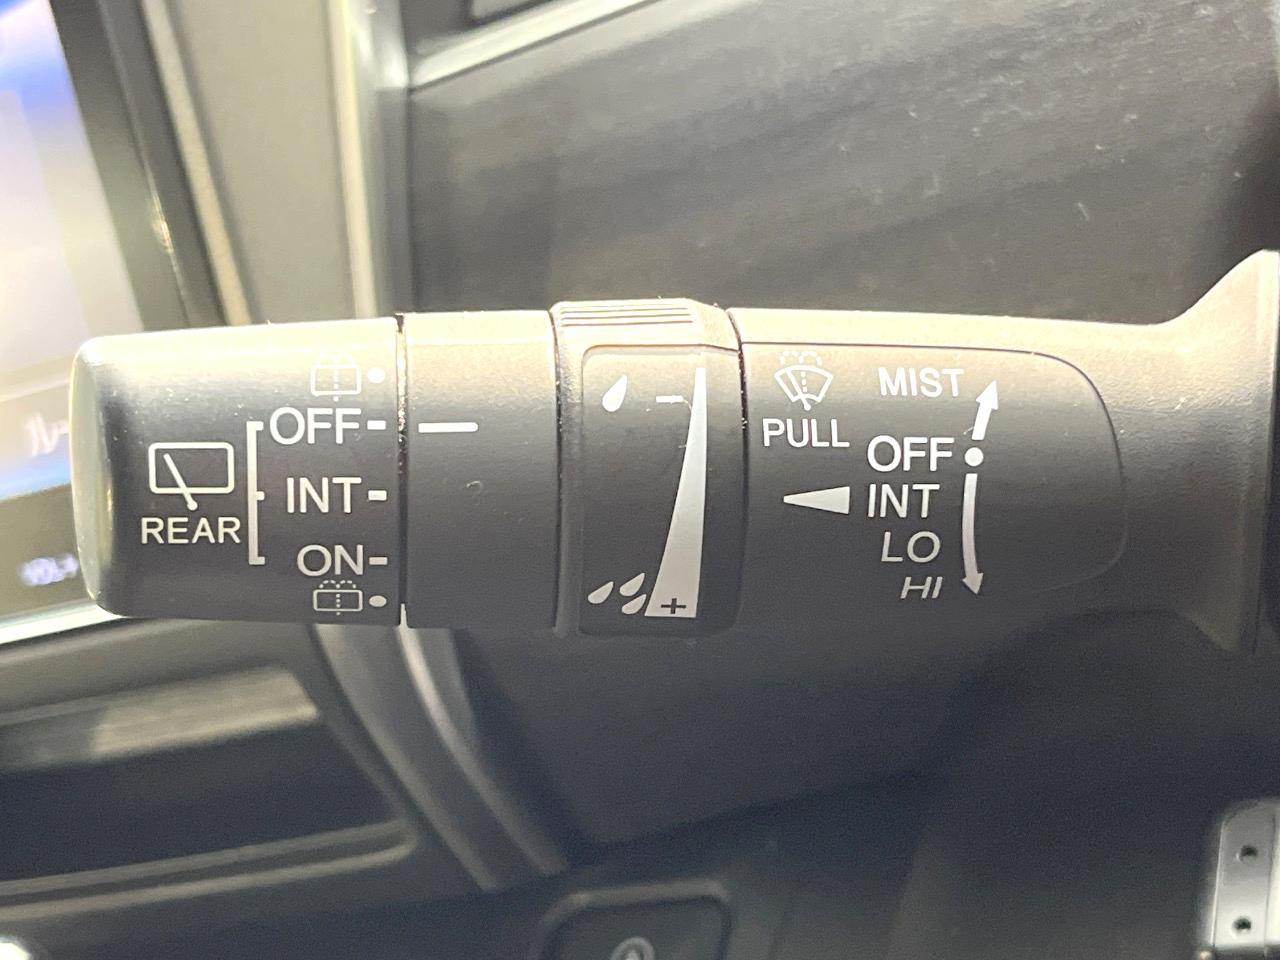 REAR
OFF
INT
ON
-
+
PULL
MIST
OFF
INT
LO
HI